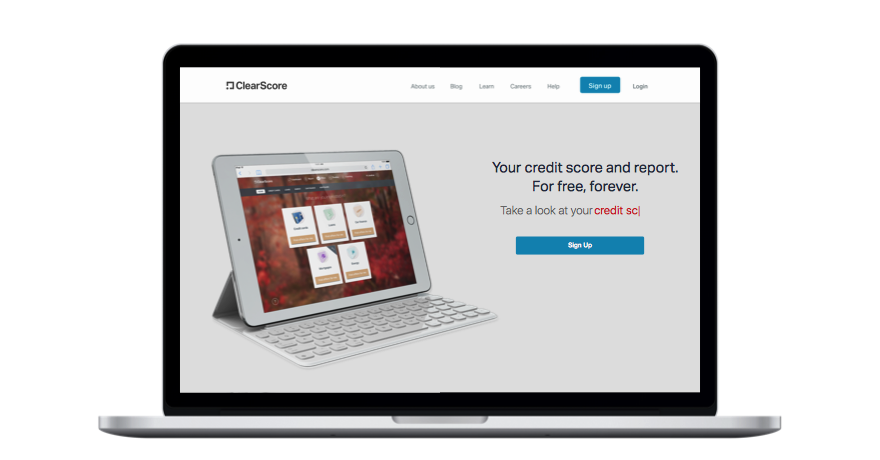 ClearScore
About us Blog Learn Careers Help Sign up Login
Your credit score and report.
For free, forever.
Take a look at your credit sc|
Sign Up
ClearScore